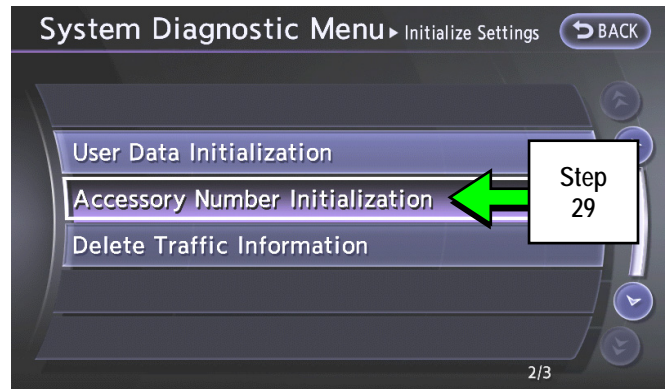 System Diagnostic Menu ▸ Initialize Settings BACK
User Data Initialization
Accessory Number Initialization
Step
29
Delete Traffic Information
2/3